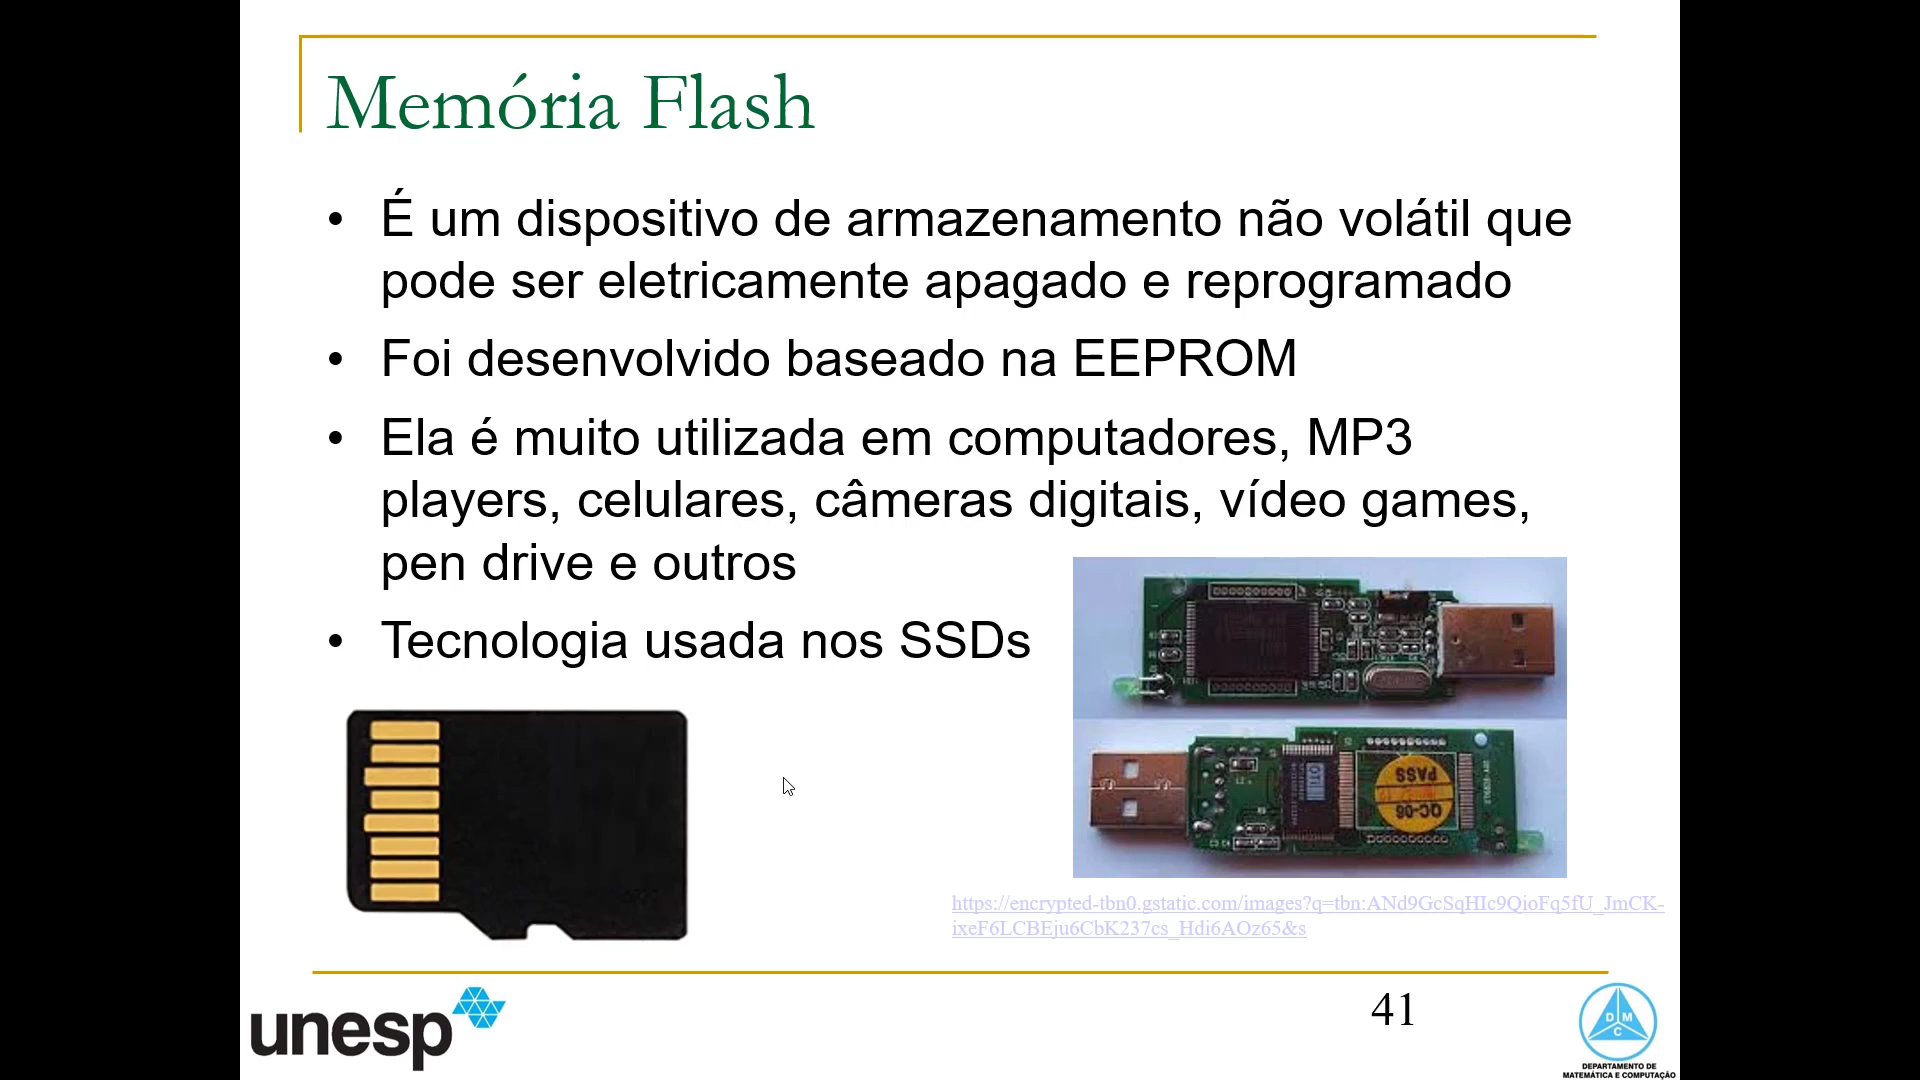 Memória Flash
• É um dispositivo de armazenamento não volátil que
pode ser eletricamente apagado e reprogramado
• Foi desenvolvido baseado na EEPROM
• Ela é muito utilizada em computadores, MP3
players, celulares, câmeras digitais, vídeo games,
pen drive e outros
• Tecnologia usada nos SSDs
PASS
QC-06
https://encrypted-tbn0.gstatic.com/images?q=tbn:ANd9GcSqHIc9QioFq5fU_JmCK-
ixeF6LCBEju6CbK237cs_Hdi6AOz65&s
unesp
41
D M
C
DEPARTAMENTO DE
MATEMÁTICA E COMPUTAÇÃO